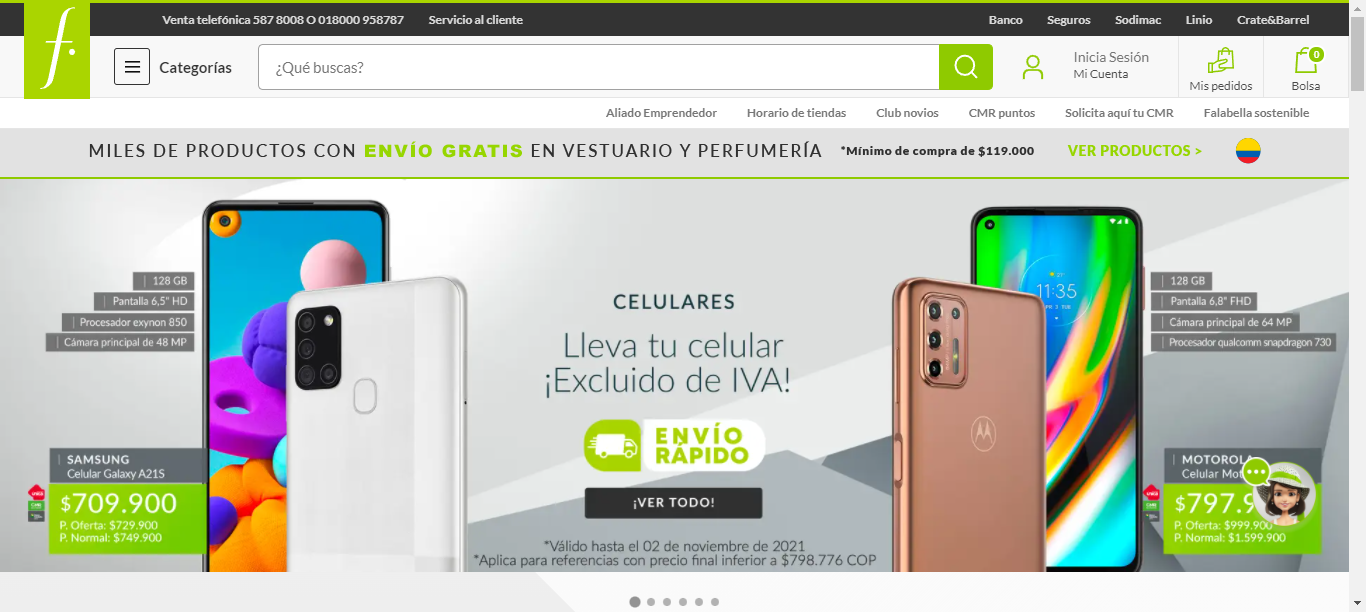 Venta telefónica 587 8008 O 018000 958787 Servicio al cliente Banco Seguros Sodimac Linio Crate&Barrel
f.
Categorías ¿Qué buscas? Inicia Sesión
Mi Cuenta
Mis pedidos
0
Bolsa
Aliado Emprendedor Horario de tiendas Club novios CMR puntos Solicita aquí tu CMR Falabella sostenible
MILES DE PRODUCTOS CON ENVÍO GRATIS EN VESTUARIO Y PERFUMERÍA *Mínimo de compra de $119.000 VER PRODUCTOS >
128 GB
Pantalla 6,5" HD
Procesador exynon 850
Cámara principal de 48 MP
SAMSUNG
Celular Galaxy A21S
$709.900
P. Oferta: $729.900
P. Normal: $749.900
CELULARES
Lleva tu celular
¡Excluido de IVA!
ENVÍO
RÁPIDO
¡VER TODO!
*Válido hasta el 02 de noviembre de 2021
*Aplica para referencias con precio final inferior a $798.776 COP
11:35
128 GB
Pantalla 6,8" FHD
Cámara principal de 64 MP
Procesador qualcomm snapdragon 730
MOTOROLA
Celular
$797.9
P. Oferta: $999.900
P. Normal: $1.599.900